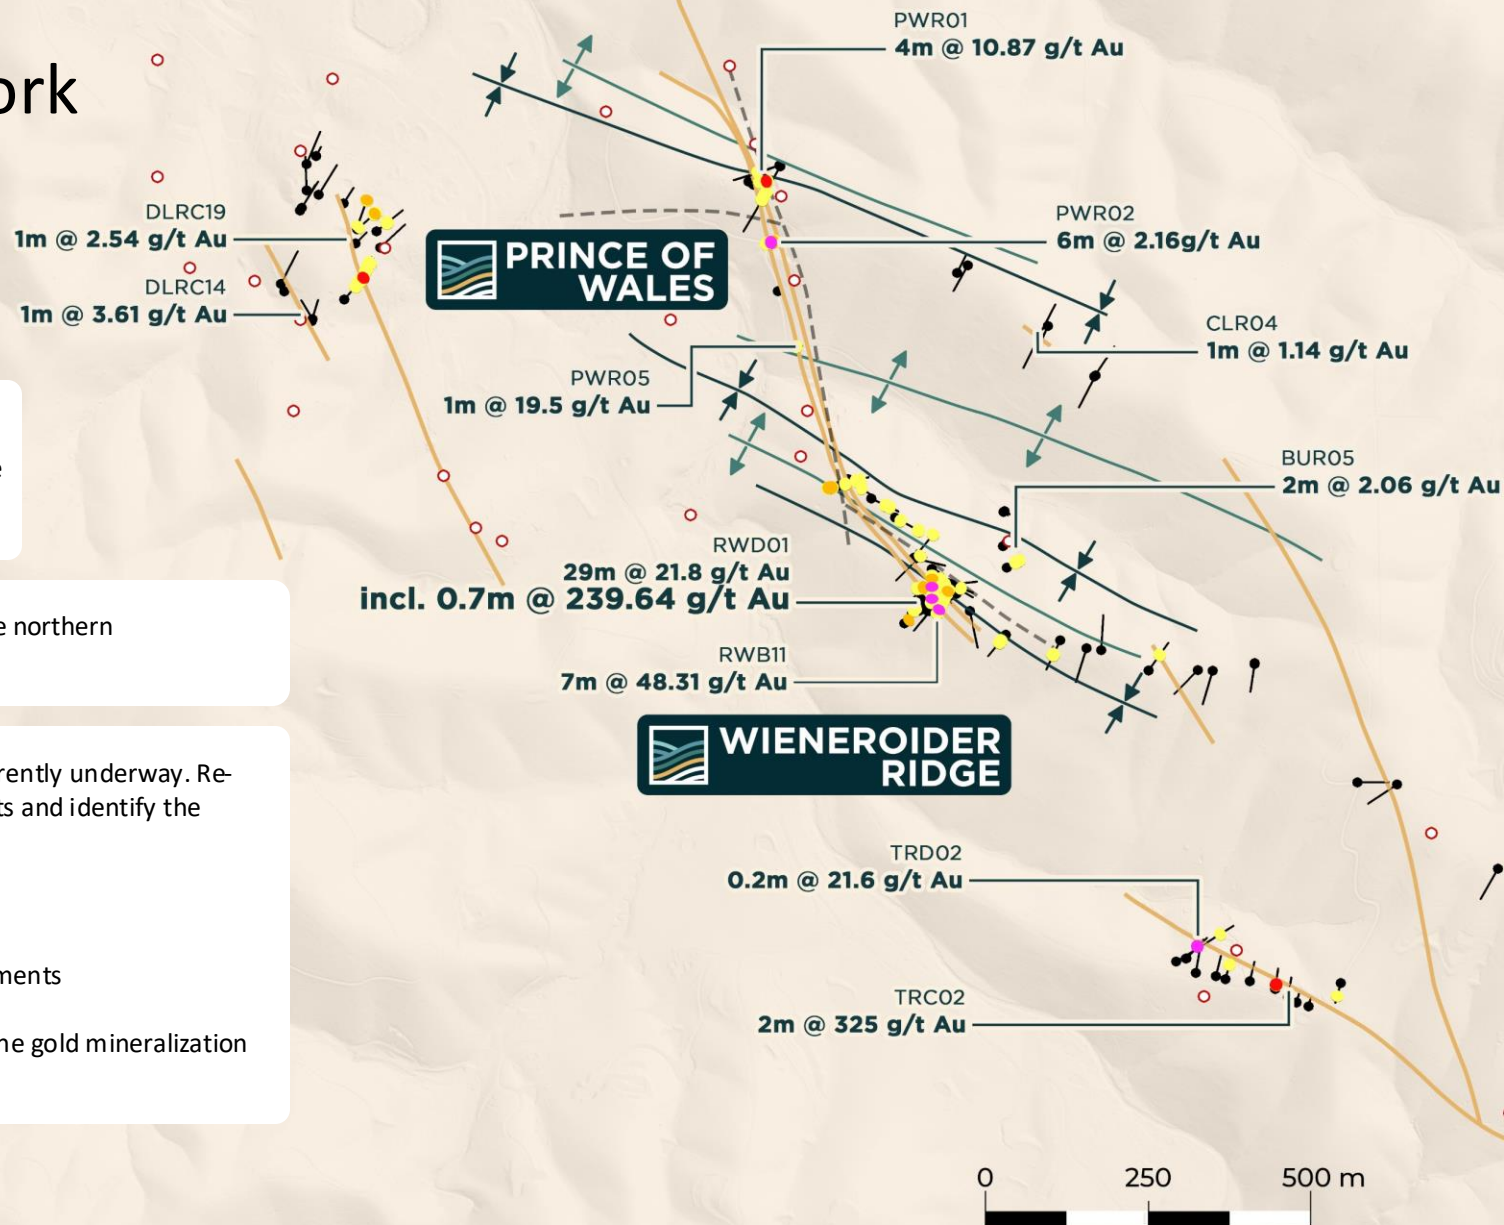 ork
PWR01
4m @ 10.87 g/t Au
DLRC19
1m @ 2.54 g/t Au
PWR02
6m @ 2.16g/t Au
PRINCE OF
WALES
DLRC14
1m @ 3.61 g/t Au
CLR04
1m @ 1.14 g/t Au
PWR05
1m @ 19.5 g/t Au
BUR05
2m @ 2.06 g/t Au
e
RWD01
29m @ 21.8 g/t Au
incl. 0.7m @ 239.64 g/t Au
e northern
RWB11
7m @ 48.31 g/t Au
WIENEROIDER
RIDGE
rently underway. Re-
ts and identify the
TRD02
0.2m @ 21.6 g/t Au
ments
TRC02
2m @ 325 g/t Au
he gold mineralization
0 250 500 m